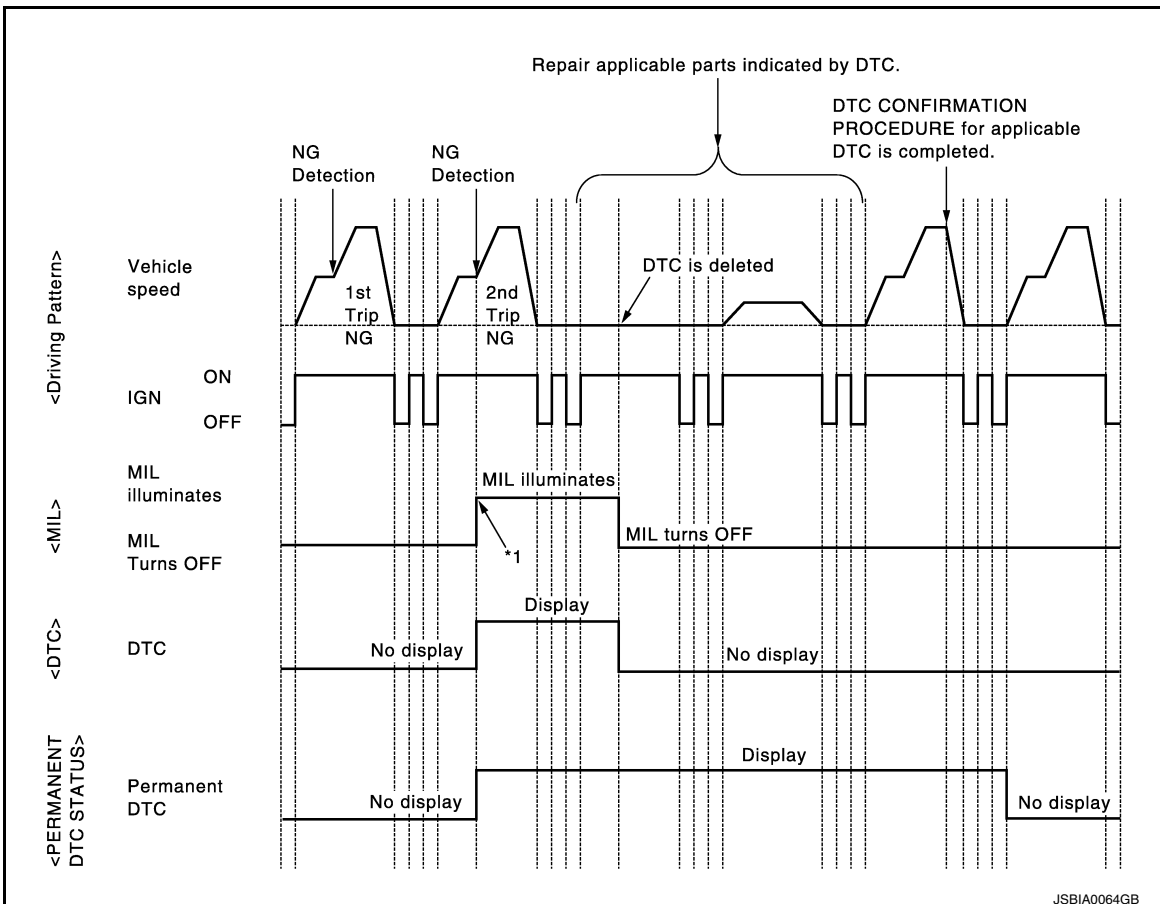 Repair applicable parts indicated by DTC.
DTC CONFIRMATION
PROCEDURE for applicable
DTC is completed.
NG
Detection
NG
Detection
<Driving Pattern>
Vehicle
speed
1st
Trip
NG
2nd
Trip
NG
DTC is deleted
IGN
ON
OFF
<MIL>
MIL
illuminates
MIL
Turns OFF
MIL illuminates
*1
MIL turns OFF
<DTC>
DTC
No display
Display
No display
<PERMANENT
DTC STATUS>
Permanent
DTC
No display
Display
No display
JSBIA0064GB